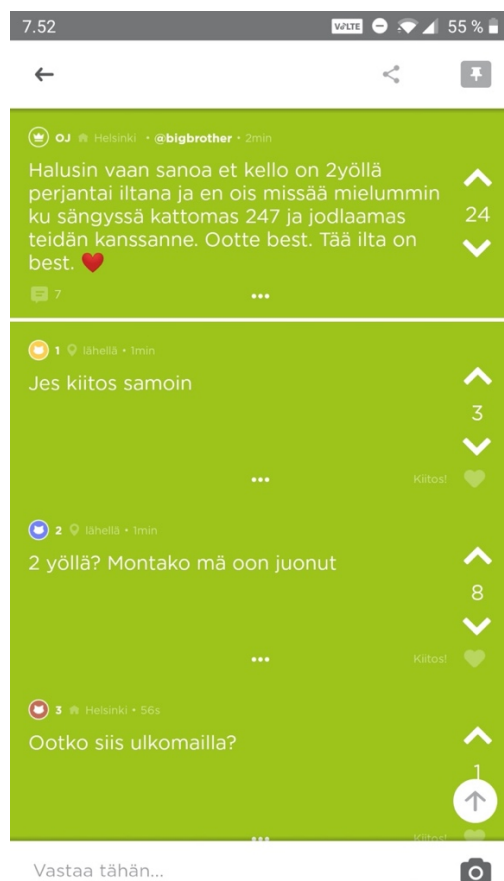 7.52 VoLTE 55 %
OJ Helsinki • @bigbrother • 2min
Halusin vaan sanoa et kello on 2yöllä
perjantai iltana ja en ois missää mielummin
ku sängyssä kattomas 247 ja jodlaamas
teidän kanssanne. Ootte best. Tää ilta on
best. ❤️
24
7
1 lähellä • 1min
Jes kiitos samoin
3
Kiitos!
2 lähellä • 1min
2 yöllä? Montako mä oon juonut
8
Kiitos!
3 Helsinki • 56s
Ootko siis ulkomailla?
1
Kiitos!
Vastaa tähän...